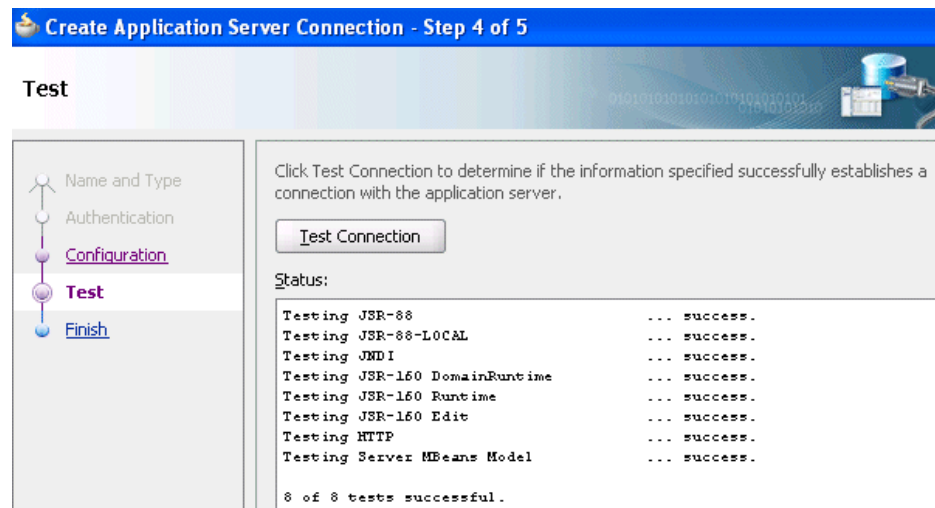 Create Application Server Connection - Step 4 of 5
Test
Name and Type
Authentication
Configuration
Test
Finish
Click Test Connection to determine if the information specified successfully establishes a
connection with the application server.
Test Connection
Status:
Testing JSR-88 ... success.
Testing JSR-88-LOCAL ... success.
Testing JNDI ... success.
Testing JSR-160 DomainRuntime ... success.
Testing JSR-160 Runtime ... success.
Testing JSR-160 Edit ... success.
Testing HTTP ... success.
Testing Server MBeans Model ... success.
8 of 8 tests successful.